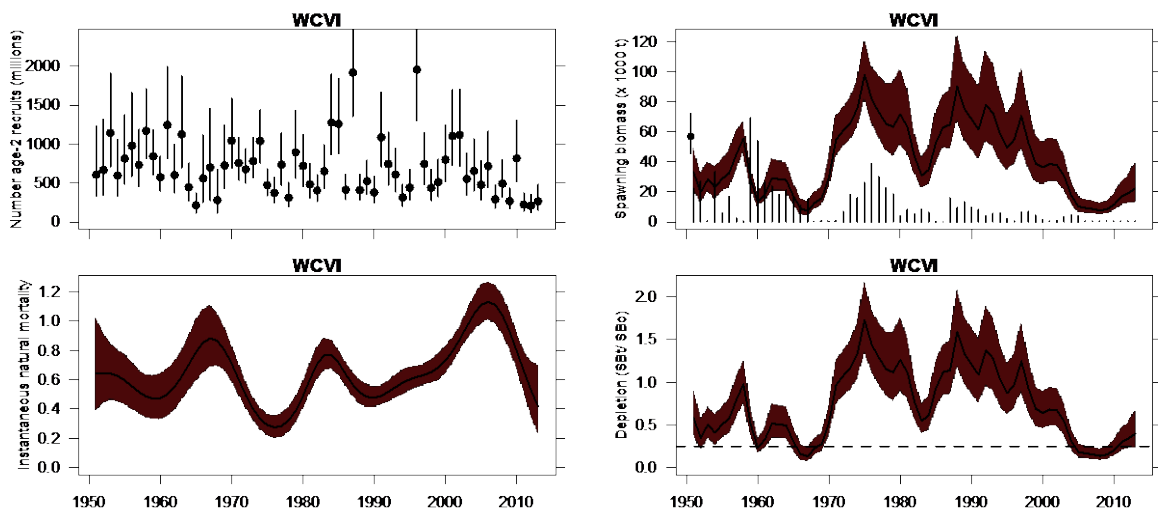 WCVI
Number age-2 recruits (millions)
2000
1500
1000
500
0
WCVI
Spawning biomass (x 1000 t)
120
100
80
60
40
20
0
WCVI
Instantaneous natural mortality
1.2
1.0
0.8
0.6
0.4
0.2
0.0
1950 1960 1970 1980 1990 2000 2010
WCVI
Depletion (SBt/ SBo)
2.0
1.5
1.0
0.5
0.0
1950 1960 1970 1980 1990 2000 2010